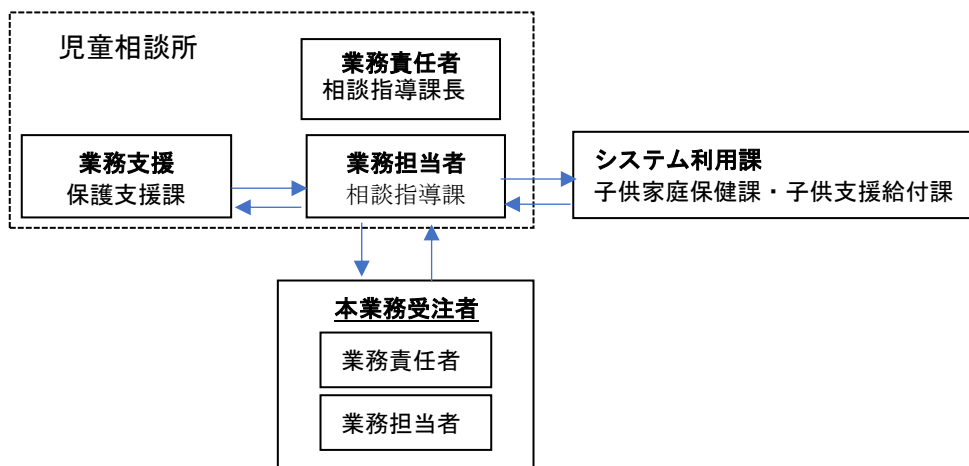 児童相談所
業務責任者
相談指導課長
業務支援
保護支援課
業務担当者
相談指導課
システム利用課
子供家庭保健課・子供支援給付課
本業務受注者
業務責任者
業務担当者